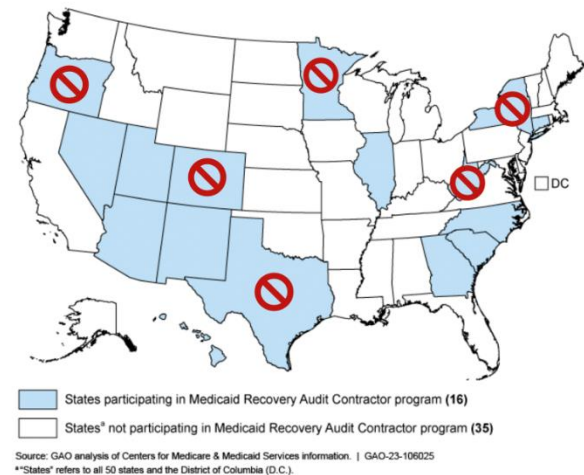 DC
States participating in Medicaid Recovery Audit Contractor program (16)
Statesª not participating in Medicaid Recovery Audit Contractor program (35)
Source: GAO analysis of Centers for Medicare & Medicaid Services information. | GAO-23-106025
ª"States" refers to all 50 states and the District of Columbia (D.C.).